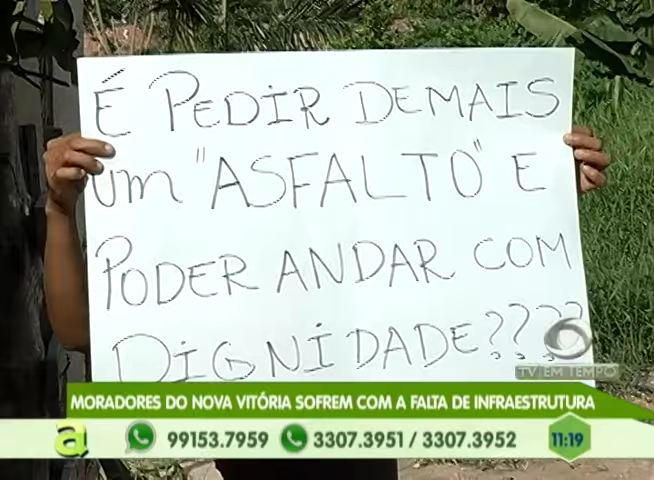 É PEDIR DEMAIS
Um "ASFALTO" E
PODER ANDAR COM
DIGNIDADE????
TV EM TEMPO
MORADORES DO NOVA VITÓRIA SOFREM COM A FALTA DE INFRAESTRUTURA
a 99153.7959 3307.3951 / 3307.3952 11:19